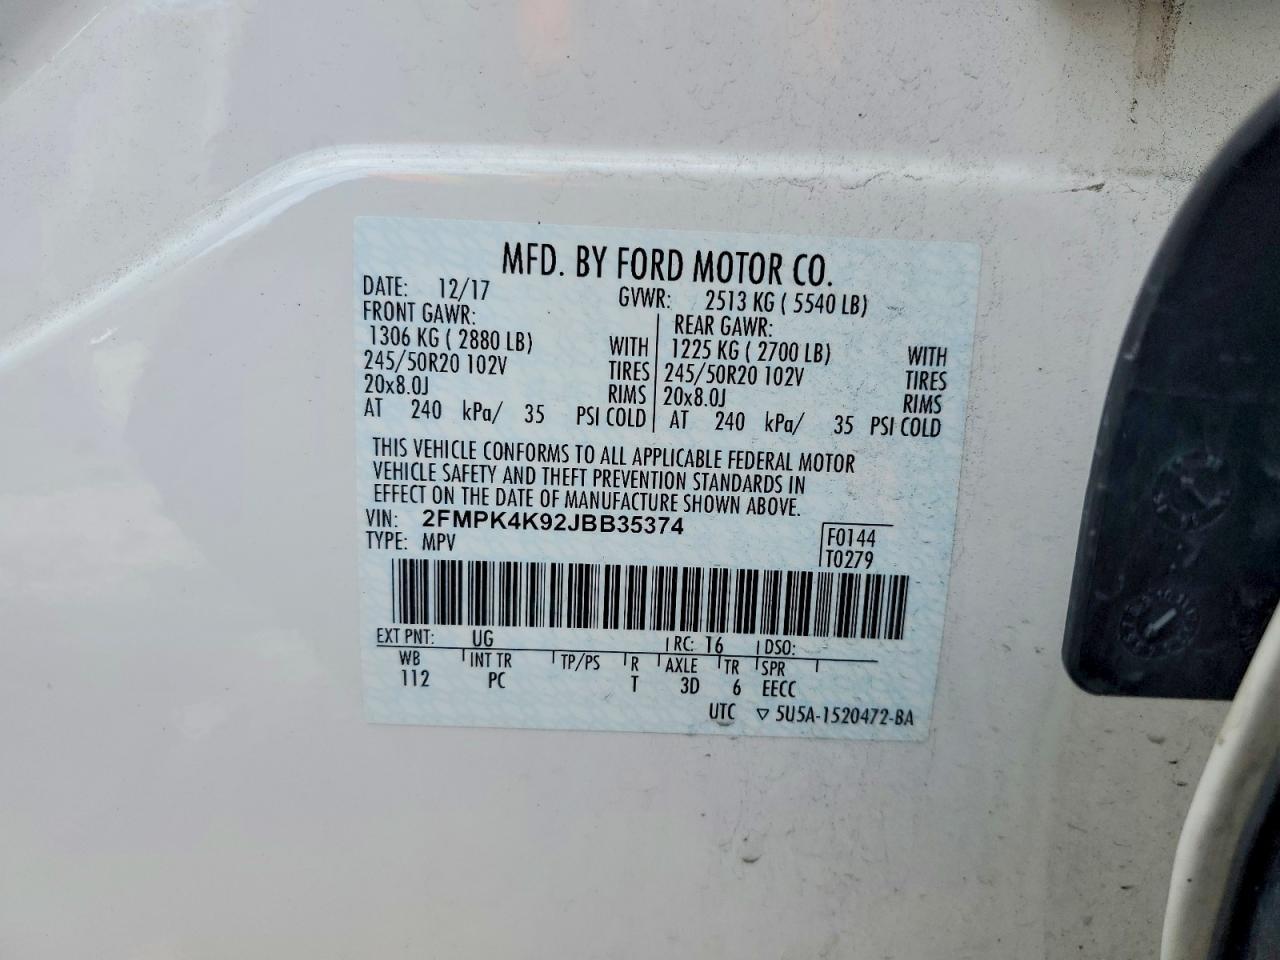 MFD. BY FORD MOTOR CO.
DATE: 12/17 GVWR: 2513 KG ( 5540 LB)
FRONT GAWR: REAR GAWR:
1306 KG ( 2880 LB) WITH 1225 KG ( 2700 LB) WITH
245/50R20 102V TIRES 245/50R20 102V TIRES
20x8.0J RIMS 20x8.0J RIMS
AT 240 kPa/ 35 PSI COLD AT 240 kPa/ 35 PSI COLD
THIS VEHICLE CONFORMS TO ALL APPLICABLE FEDERAL MOTOR
VEHICLE SAFETY AND THEFT PREVENTION STANDARDS IN
EFFECT ON THE DATE OF MANUFACTURE SHOWN ABOVE.
VIN: 2FMPK4K92JBB35374 F0144
TYPE: MPV T0279
EXT PNT: UG RC: 16 DSO:
WB INT TR TP/PS R AXLE TR SPR
112 PC T 3D 6 EECC
UTC ▽ 5U5A-1520472-BA